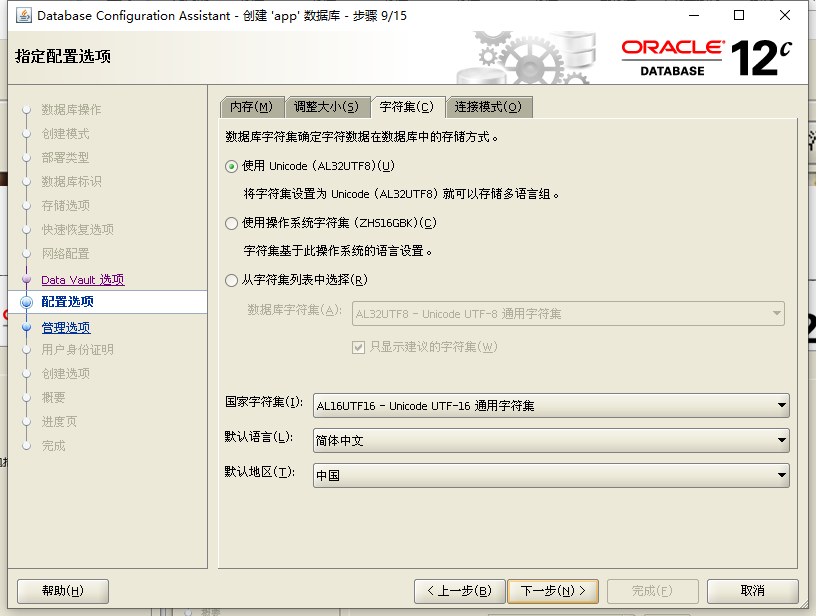 Database Configuration Assistant - 创建 'app' 数据库 - 步骤 9/15
指定配置选项
ORACLE
DATABASE
12c
数据库操作
创建模式
部署类型
数据库标识
存储选项
快速恢复选项
网络配置
Data Vault 选项
配置选项
管理选项
用户身份证明
创建选项
概要
进度页
完成
内存(M)
调整大小(S)
字符集(C)
连接模式(O)
数据库字符集确定字符数据在数据库中的存储方式。
使用 Unicode (AL32UTF8)(U)
将字符集设置为 Unicode (AL32UTF8) 就可以存储多语言组。
使用操作系统字符集 (ZHS16GBK)(C)
字符集基于此操作系统的语言设置。
从字符集列表中选择(R)
数据库字符集(A):
AL32UTF8 - Unicode UTF-8 通用字符集
只显示建议的字符集(W)
国家字符集(I):
AL16UTF16 - Unicode UTF-16 通用字符集
默认语言(L):
简体中文
默认地区(T):
中国
帮助(H)
< 上一步(B)
下一步(N) >
完成(F)
取消